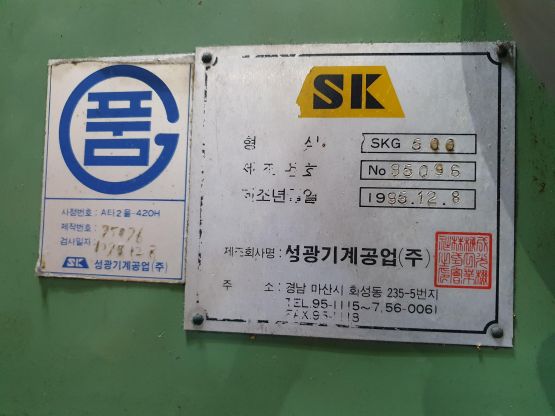 품
사정번호 : A타2율-420H
제작번호 : 95096
검사일자
SK 성광기계공업(주)
SK
형 식 SKG 500
제조번호 No 95096
제조년월일 1995.12.8
제조회사명 : 성광기계공업(주)
주 소 : 경남 마산시 화성동 235-5번지
TEL.95-1115~7,56-0061
FAX.95-1118